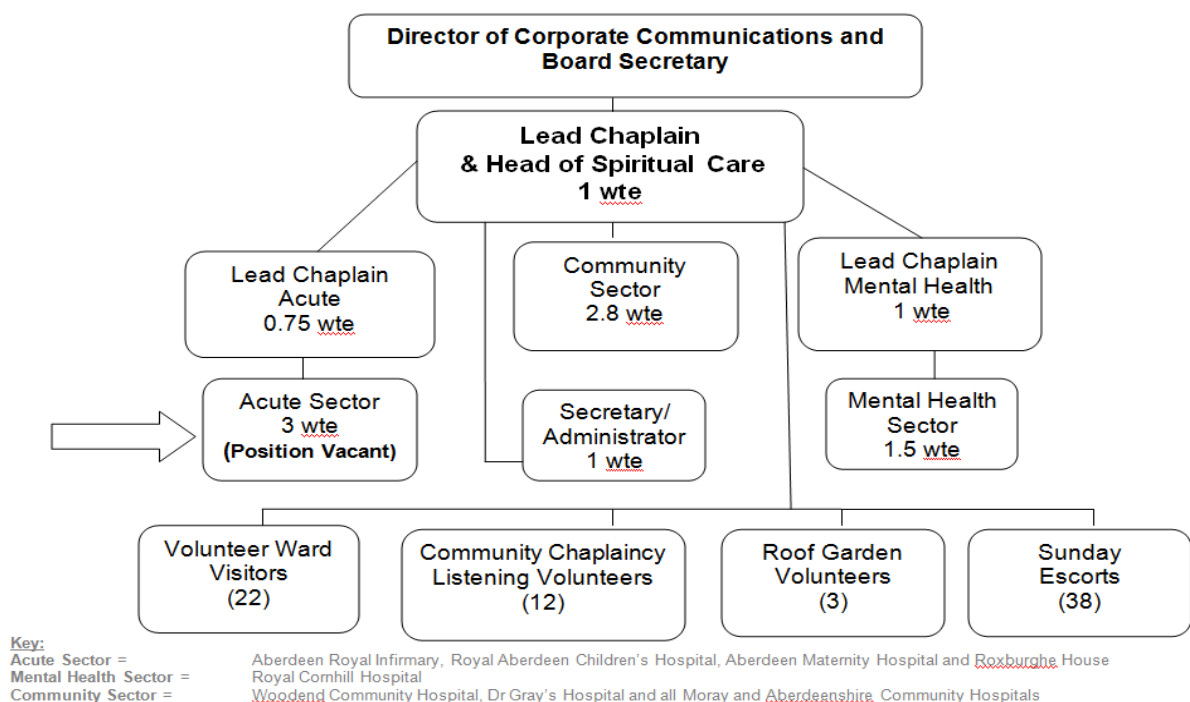 Director of Corporate Communications and
Board Secretary
Lead Chaplain
& Head of Spiritual Care
1 wte
Lead Chaplain
Acute
0.75 wte
Community
Sector
2.8 wte
Lead Chaplain
Mental Health
1 wte
Acute Sector
3 wte
(Position Vacant)
Secretary/
Administrator
1 wte
Mental Health
Sector
1.5 wte
Volunteer Ward
Visitors
(22)
Community Chaplaincy
Listening Volunteers
(12)
Roof Garden
Volunteers
(3)
Sunday
Escorts
(38)
Key:
Acute Sector = Aberdeen Royal Infirmary, Royal Aberdeen Children's Hospital, Aberdeen Maternity Hospital and Roxburghe House
Mental Health Sector = Royal Cornhill Hospital
Community Sector = Woodend Community Hospital, Dr Gray's Hospital and all Moray and Aberdeenshire Community Hospitals